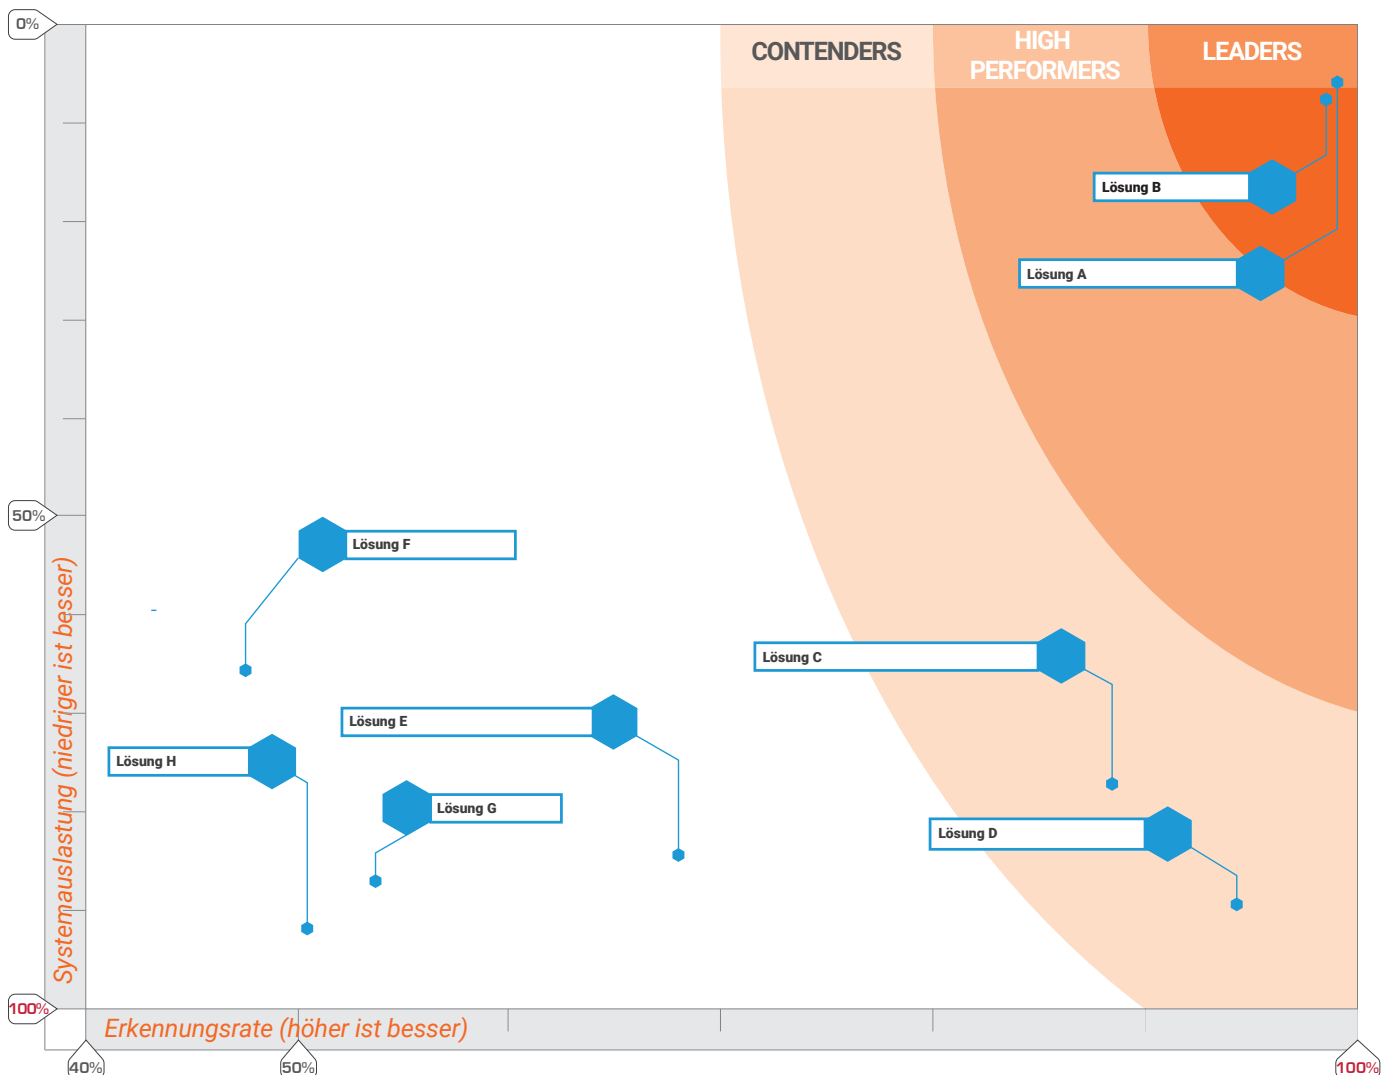 0%
CONTENDERS
HIGH
PERFORMERS
LEADERS
Lösung B
Lösung A
50%
Lösung F
Lösung C
Lösung E
Lösung H
Lösung G
Lösung D
Systemauslastung (niedriger ist besser)
100%
Erkennungsrate (höher ist besser)
40%
50%
100%